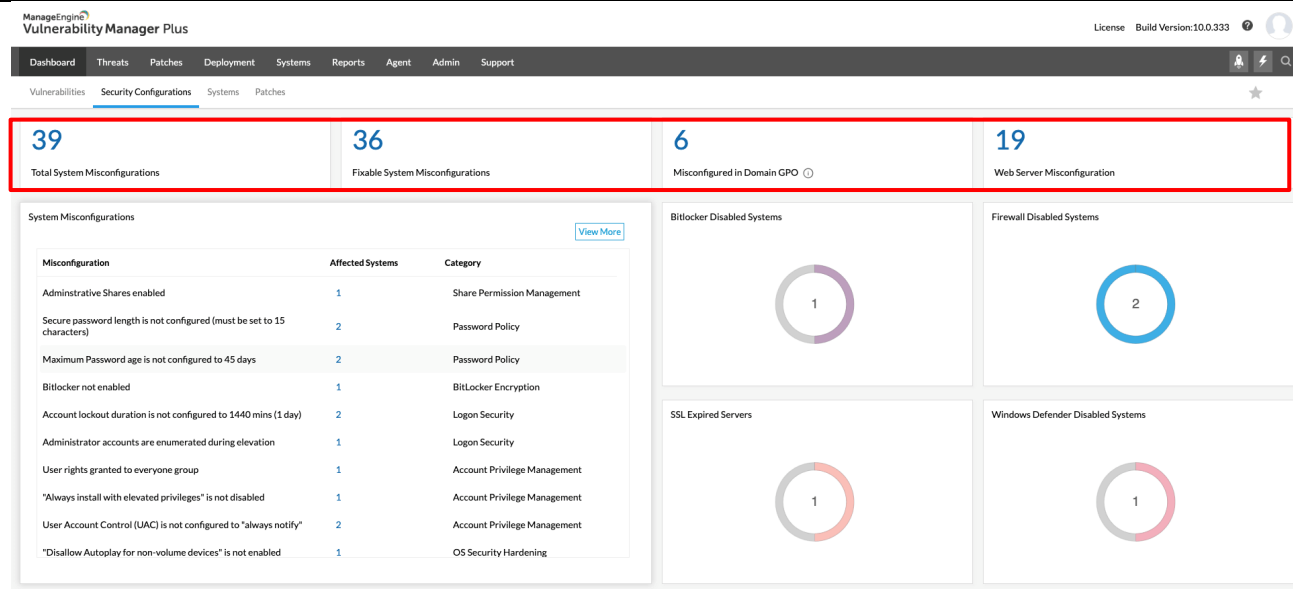 ManageEngine
Vulnerability Manager Plus
License Build Version:10.0.333 ?
Dashboard Threats Patches Deployment Systems Reports Agent Admin Support
Vulnerabilities Security Configurations Systems Patches
39 36 6 19
Total System Misconfigurations Fixable System Misconfigurations Misconfigured in Domain GPO Web Server Misconfiguration
System Misconfigurations
View More
Misconfiguration Affected Systems Category
Adminstrative Shares enabled 1 Share Permission Management
Secure password length is not configured (must be set to 15
characters) 2 Password Policy
Maximum Password age is not configured to 45 days 2 Password Policy
Bitlocker not enabled 1 BitLocker Encryption
Account lockout duration is not configured to 1440 mins (1 day) 2 Logon Security
Administrator accounts are enumerated during elevation 1 Logon Security
User rights granted to everyone group 1 Account Privilege Management
"Always install with elevated privileges" is not disabled 1 Account Privilege Management
User Account Control (UAC) is not configured to "always notify" 2 Account Privilege Management
"Disallow Autoplay for non-volume devices" is not enabled 1 OS Security Hardening
Bitlocker Disabled Systems
1
Firewall Disabled Systems
2
SSL Expired Servers
1
Windows Defender Disabled Systems
1